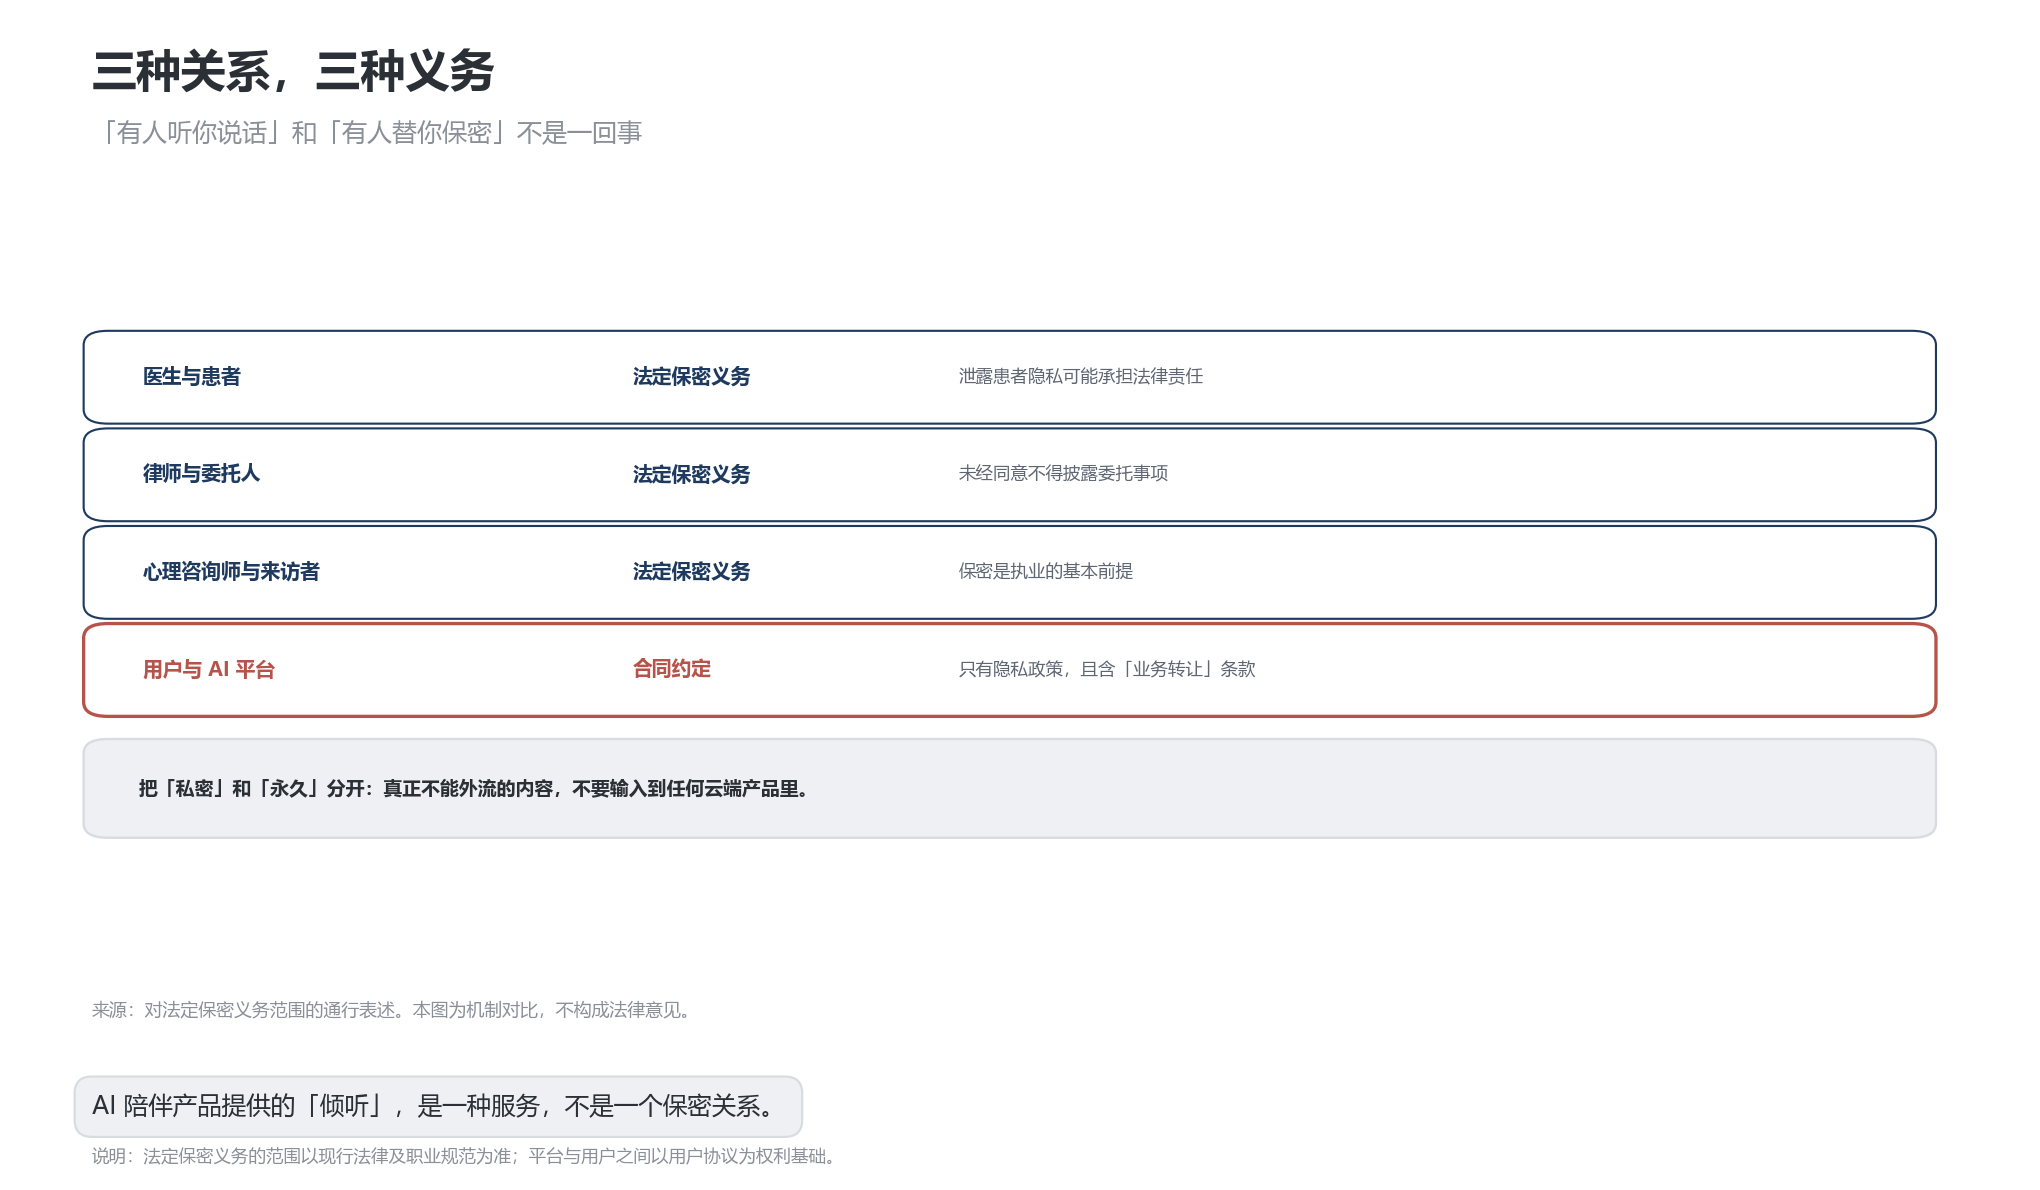 三种关系，三种义务
「有人听你说话」和「有人替你保密」不是一回事
医生与患者 法定保密义务 泄露患者隐私可能承担法律责任
律师与委托人 法定保密义务 未经同意不得披露委托事项
心理咨询师与来访者 法定保密义务 保密是执业的基本前提
用户与 AI 平台 合同约定 只有隐私政策，且含「业务转让」条款
把「私密」和「永久」分开：真正不能外流的内容，不要输入到任何云端产品里。
来源：对法定保密义务范围的通行表述。本图为机制对比，不构成法律意见。
AI 陪伴产品提供的「倾听」，是一种服务，不是一个保密关系。
说明：法定保密义务的范围以现行法律及职业规范为准；平台与用户之间以用户协议为权利基础。